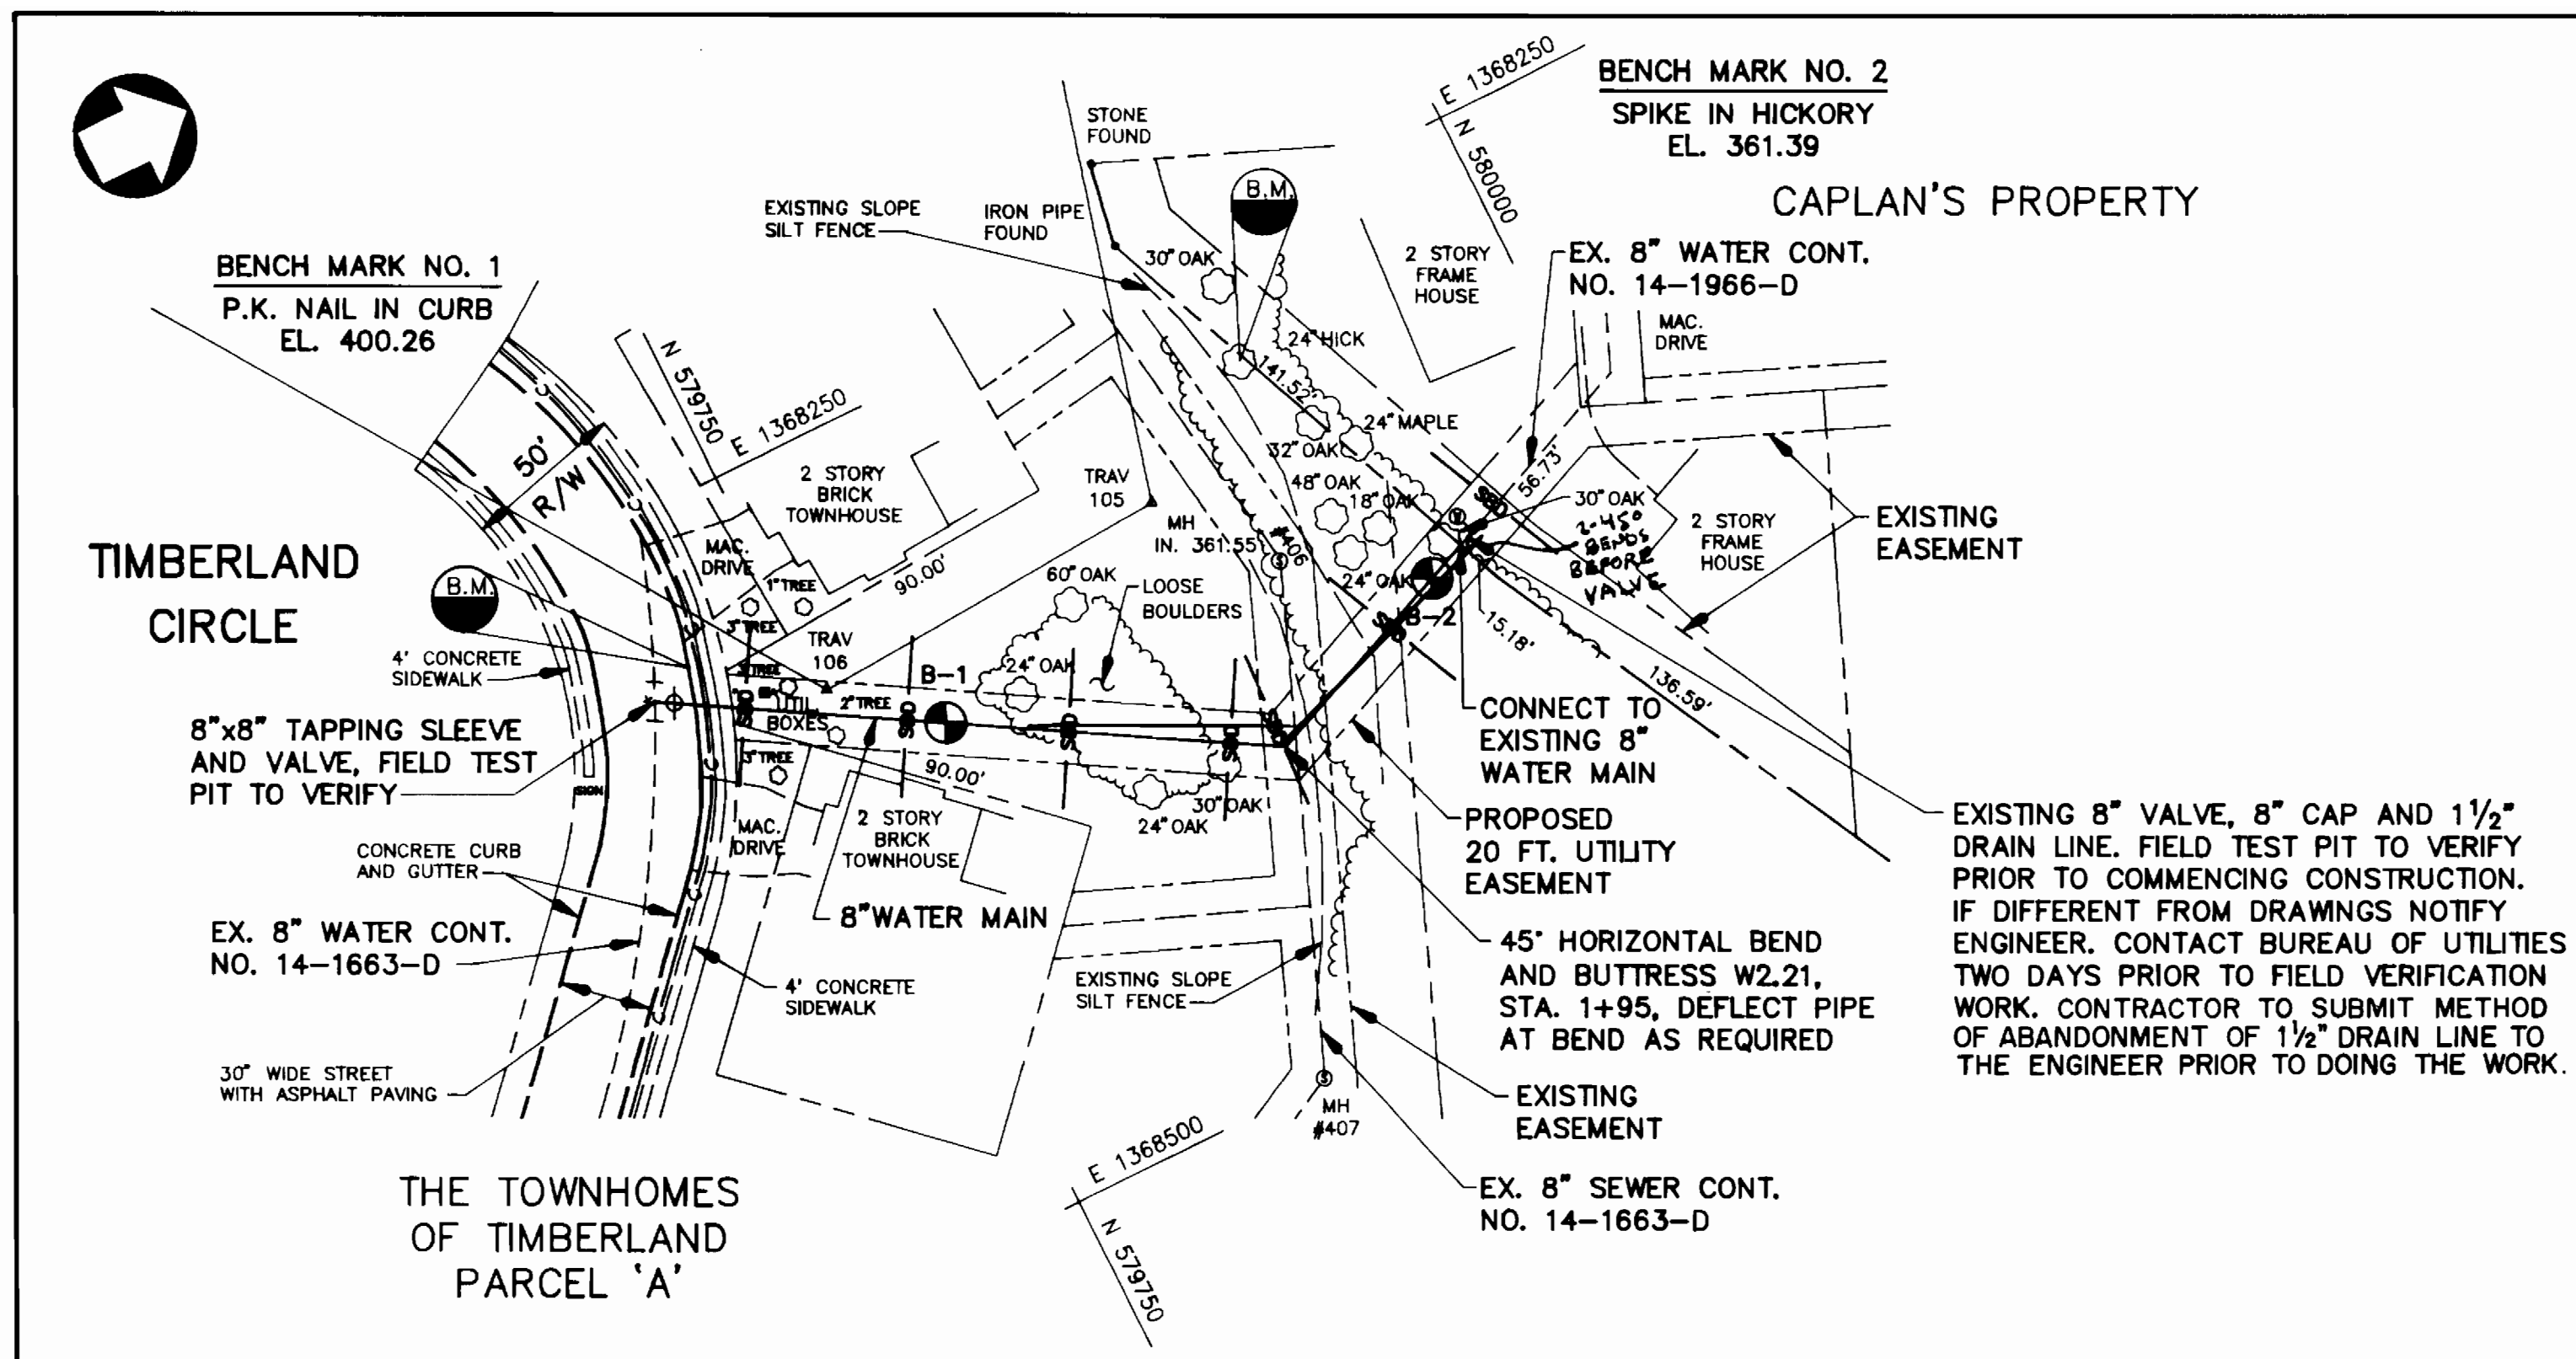 BENCH MARK NO. 2
SPIKE IN HICKORY
EL. 361.39
CAPLAN'S PROPERTY
E 1368250
N 580000
STONE
FOUND
B.M.
EXISTING SLOPE
SILT FENCE
IRON PIPE
FOUND
30" OAK
2 STORY
FRAME
HOUSE
EX. 8" WATER CONT.
NO. 14-1966-D
MAC.
DRIVE
BENCH MARK NO. 1
P.K. NAIL IN CURB
EL. 400.26
N 579750
E 1368250
24" HICK
141.52'
24" MAPLE
32" OAK
48" OAK
18" OAK
56.73'
SBD
30" OAK
2-45°
BENDS
BEFORE
VALVE
2 STORY
FRAME
HOUSE
EXISTING
EASEMENT
50'
R/W
2 STORY
BRICK
TOWNHOUSE
TRAV
105
MH
IN. 361.55
#406
MAC.
DRIVE
1" TREE
90.00'
TIMBERLAND
CIRCLE
B.M.
60" OAK
LOOSE
BOULDERS
24" OAK
B-2
15.18'
136.59'
3" TREE
TRAV
106
4' CONCRETE
SIDEWALK
B-1
24" OAK
UTIL.
BOXES
2" TREE
SBD
SBD
SBD
SBD
8"x8" TAPPING SLEEVE
AND VALVE, FIELD TEST
PIT TO VERIFY
3" TREE
90.00'
SIGN
30" OAK
24" OAK
CONNECT TO
EXISTING 8"
WATER MAIN
PROPOSED
20 FT. UTILITY
EASEMENT
EXISTING 8" VALVE, 8" CAP AND 1½"
DRAIN LINE. FIELD TEST PIT TO VERIFY
PRIOR TO COMMENCING CONSTRUCTION.
IF DIFFERENT FROM DRAWINGS NOTIFY
ENGINEER. CONTACT BUREAU OF UTILITIES
TWO DAYS PRIOR TO FIELD VERIFICATION
WORK. CONTRACTOR TO SUBMIT METHOD
OF ABANDONMENT OF 1½" DRAIN LINE TO
THE ENGINEER PRIOR TO DOING THE WORK.
CONCRETE CURB
AND GUTTER
MAC.
DRIVE
2 STORY
BRICK
TOWNHOUSE
8" WATER MAIN
EX. 8" WATER CONT.
NO. 14-1663-D
4' CONCRETE
SIDEWALK
EXISTING SLOPE
SILT FENCE
45° HORIZONTAL BEND
AND BUTTRESS W2.21,
STA. 1+95, DEFLECT PIPE
AT BEND AS REQUIRED
30" WIDE STREET
WITH ASPHALT PAVING
MH
#407
EXISTING
EASEMENT
E 1368500
N 579750
EX. 8" SEWER CONT.
NO. 14-1663-D
THE TOWNHOMES
OF TIMBERLAND
PARCEL 'A'